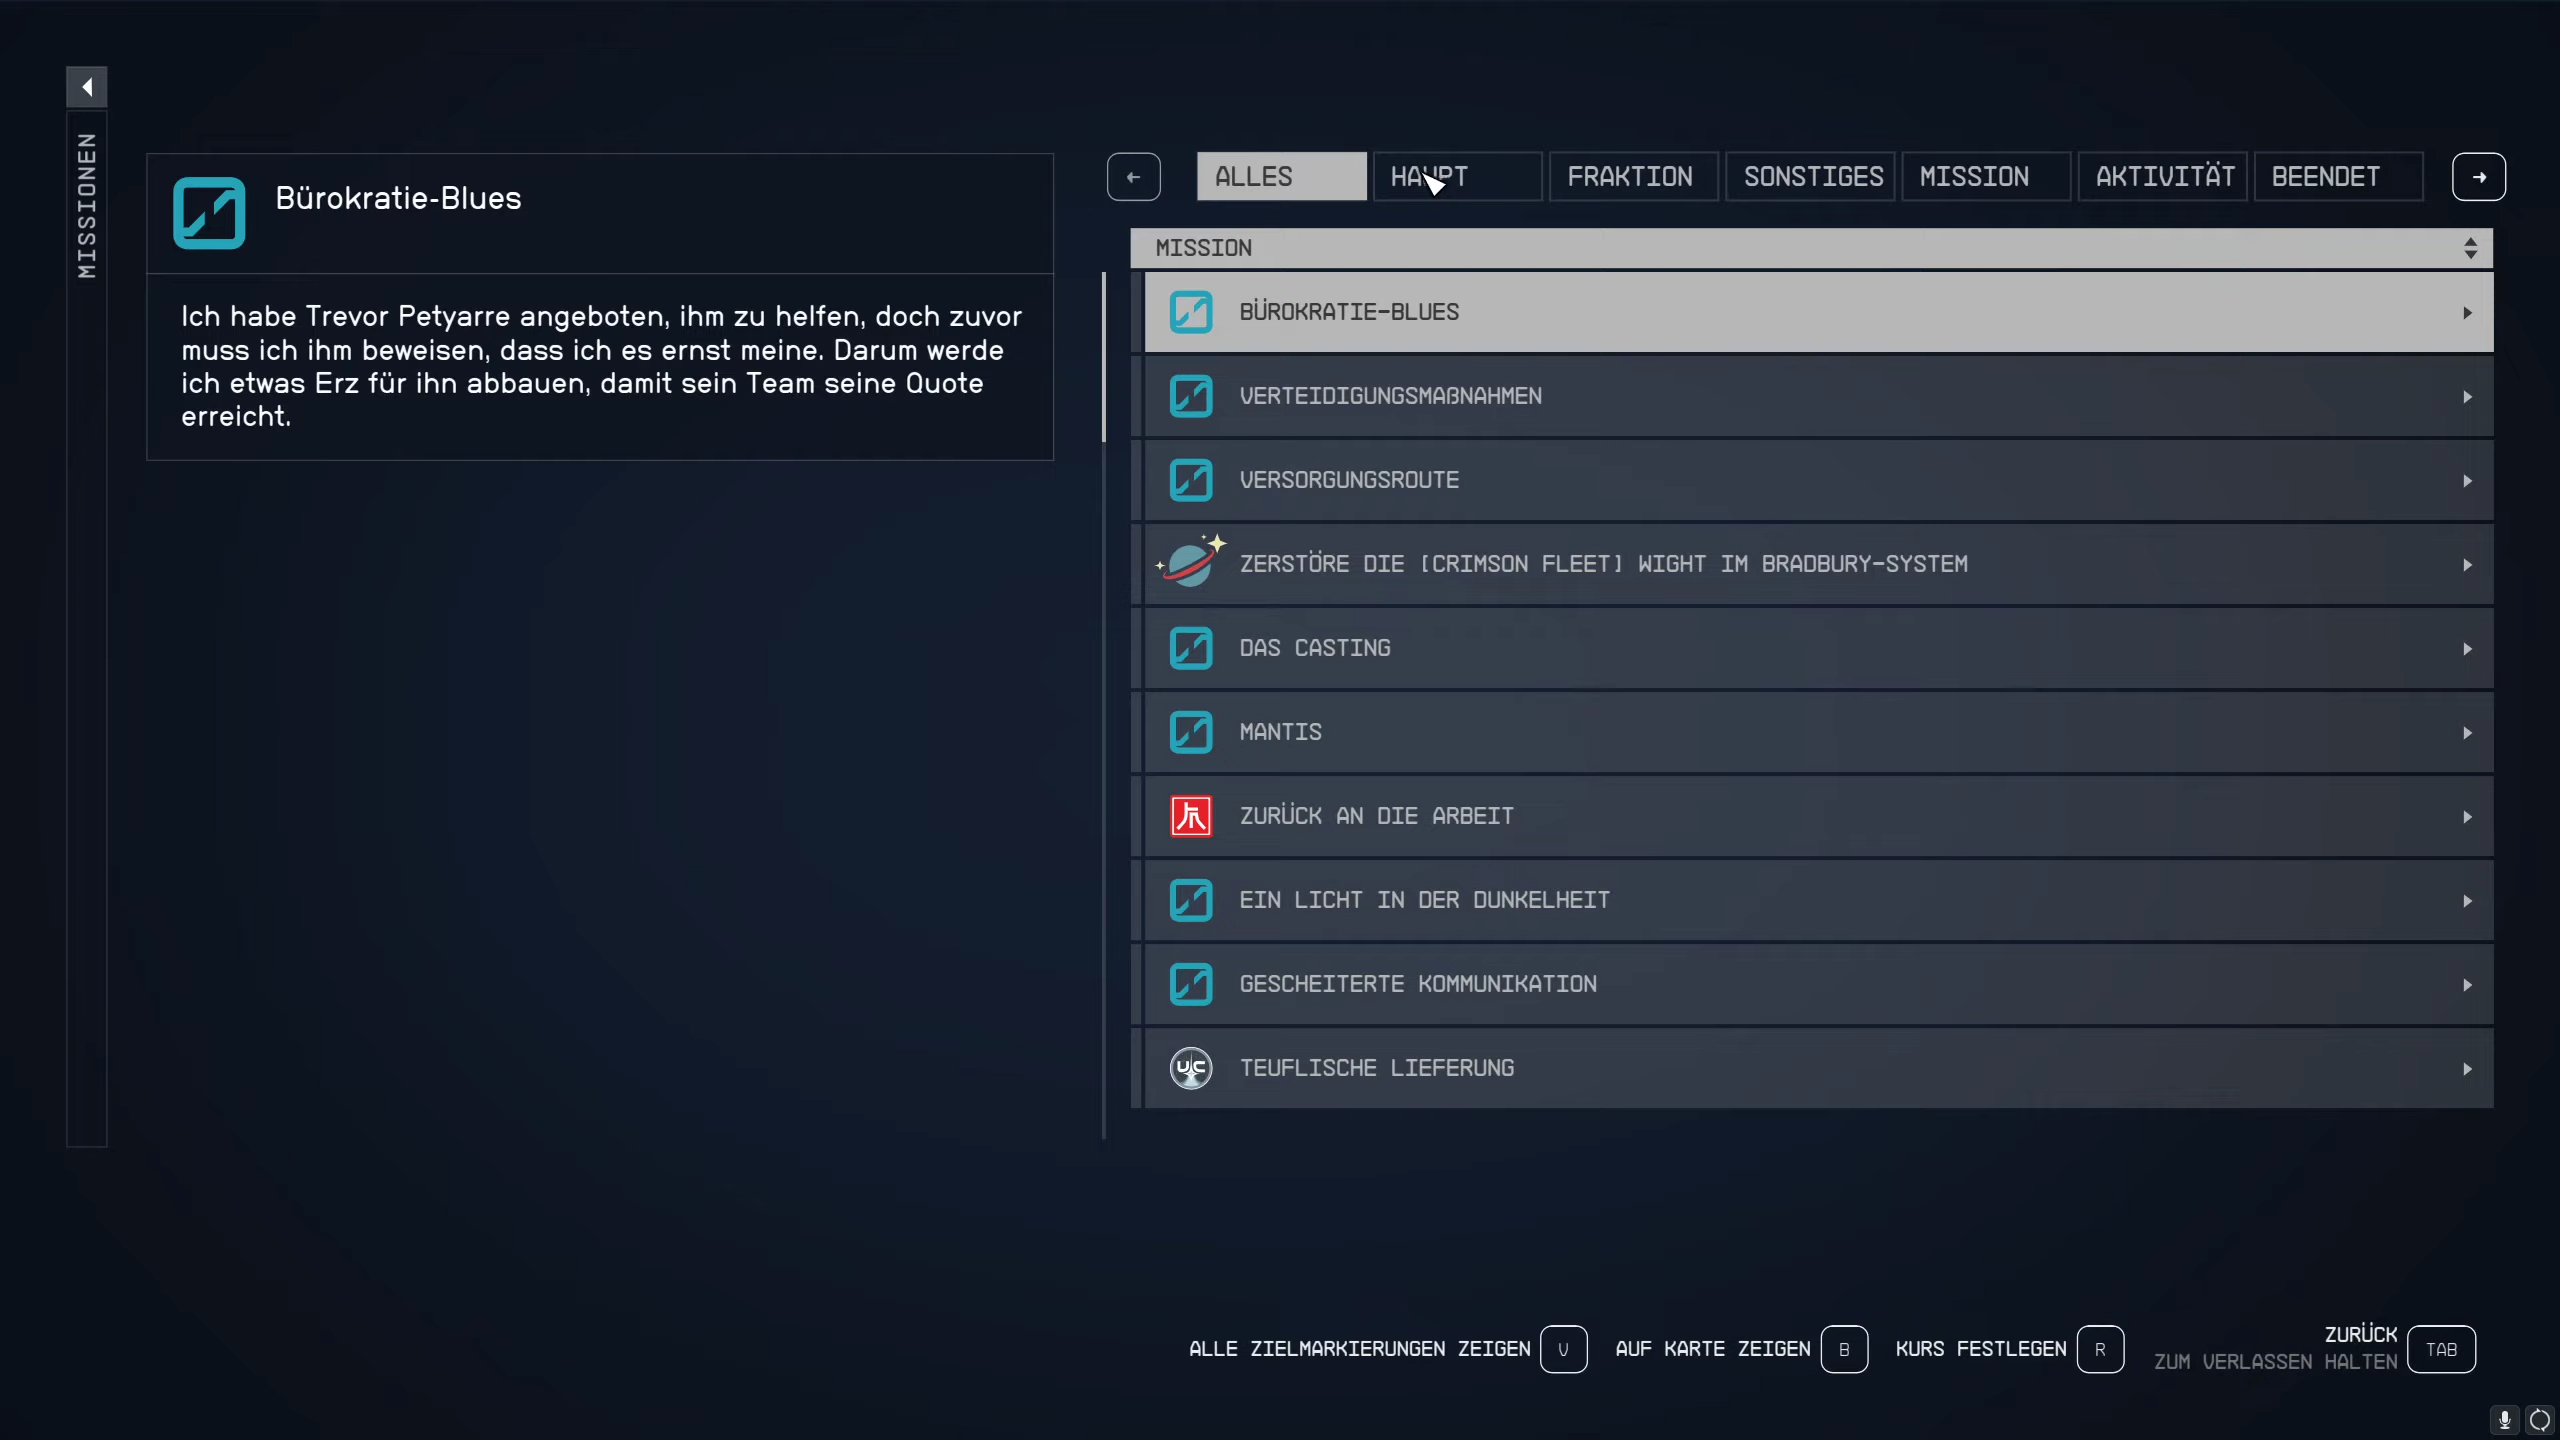 MISSIONEN
Bürokratie-Blues
Ich habe Trevor Petyarre angeboten, ihm zu helfen, doch zuvor
muss ich ihm beweisen, dass ich es ernst meine. Darum werde
ich etwas Erz für ihn abbauen, damit sein Team seine Quote
erreicht.
ALLES HAUPT FRAKTION SONSTIGES MISSION AKTIVITÄT BEENDET
MISSION
BÜROKRATIE-BLUES
VERTEIDIGUNGSMAßNAHMEN
VERSORGUNGSROUTE
ZERSTÖRE DIE [CRIMSON FLEET] WIGHT IM BRADBURY-SYSTEM
DAS CASTING
MANTIS
ZURÜCK AN DIE ARBEIT
EIN LICHT IN DER DUNKELHEIT
GESCHEITERTE KOMMUNIKATION
UC TEUFLISCHE LIEFERUNG
ALLE ZIELMARKIERUNGEN ZEIGEN V AUF KARTE ZEIGEN B KURS FESTLEGEN R ZURÜCK
ZUM VERLASSEN HALTEN TAB